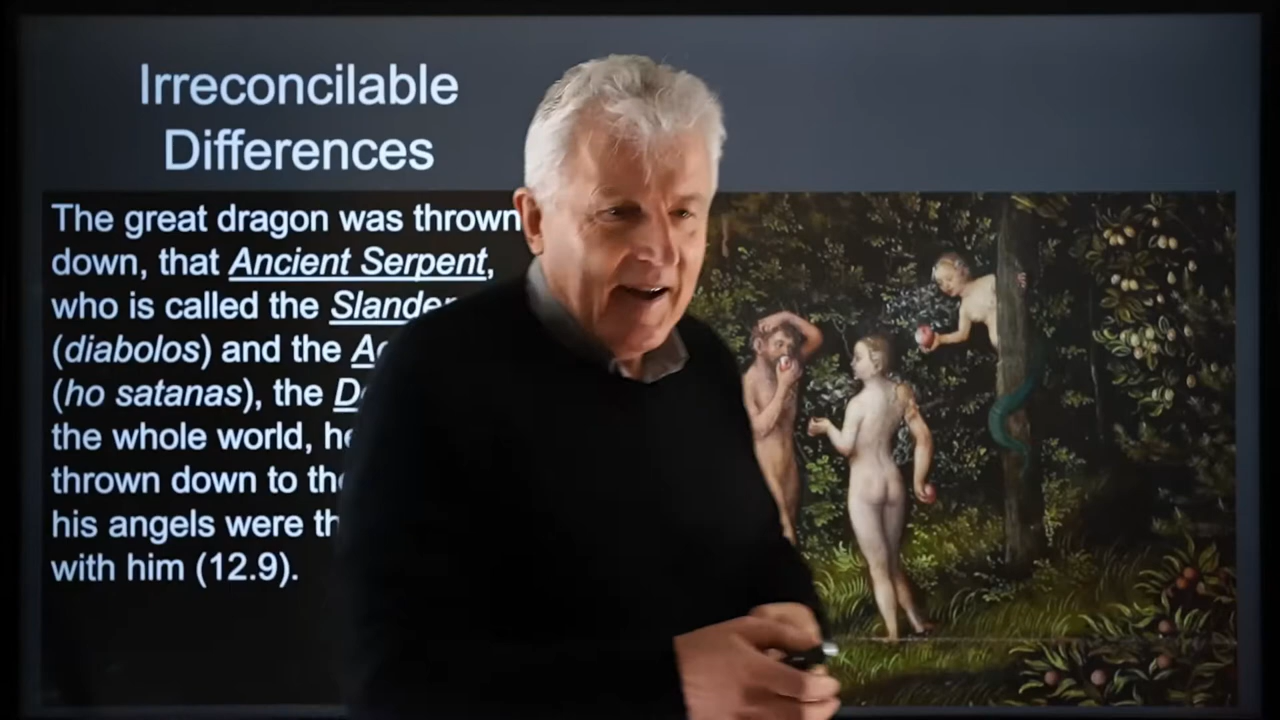 Irreconcilable
Differences
The great dragon was thrown
down, that Ancient Serpent,
who is called the
(diabolos) and the
(ho satanas), the
the whole world,
thrown down to
his angels were
with him (12.9).